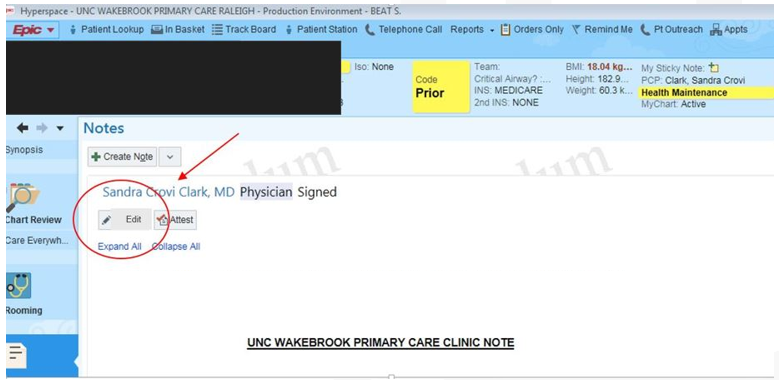 Hyperspace - UNC WAKEBROOK PRIMARY CARE RALEIGH - Production Environment - BEAT S.
Epic Patient Lookup In Basket Track Board Patient Station Telephone Call Reports Orders Only Remind Me Pt Outreach Appts
Iso: None
Code
Prior
Team:
Critical Airway? :...
INS: MEDICARE
2nd INS: NONE
BMI: 18.04 kg...
Height: 182.9...
Weight: 60.3 k...
My Sticky Note:
PCP: Clark, Sandra Crovi
Health Maintenance
MyChart: Active
Synopsis
Chart Review
Care Everywh...
Rooming
Notes
Create Note
Sandra Crovi Clark, MD Physician Signed
Edit Attest
Expand All Collapse All
UNC WAKEBROOK PRIMARY CARE CLINIC NOTE